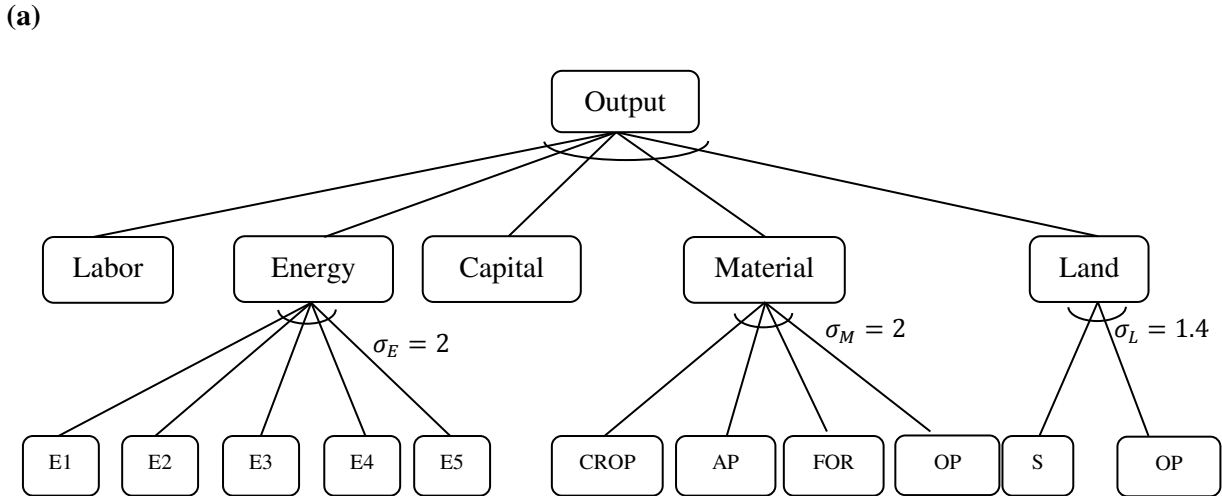 (a)
Output
Labor Energy Capital Material Land
σ_E = 2 σ_M = 2 σ_L = 1.4
E1 E2 E3 E4 E5 CROP AP FOR OP S OP